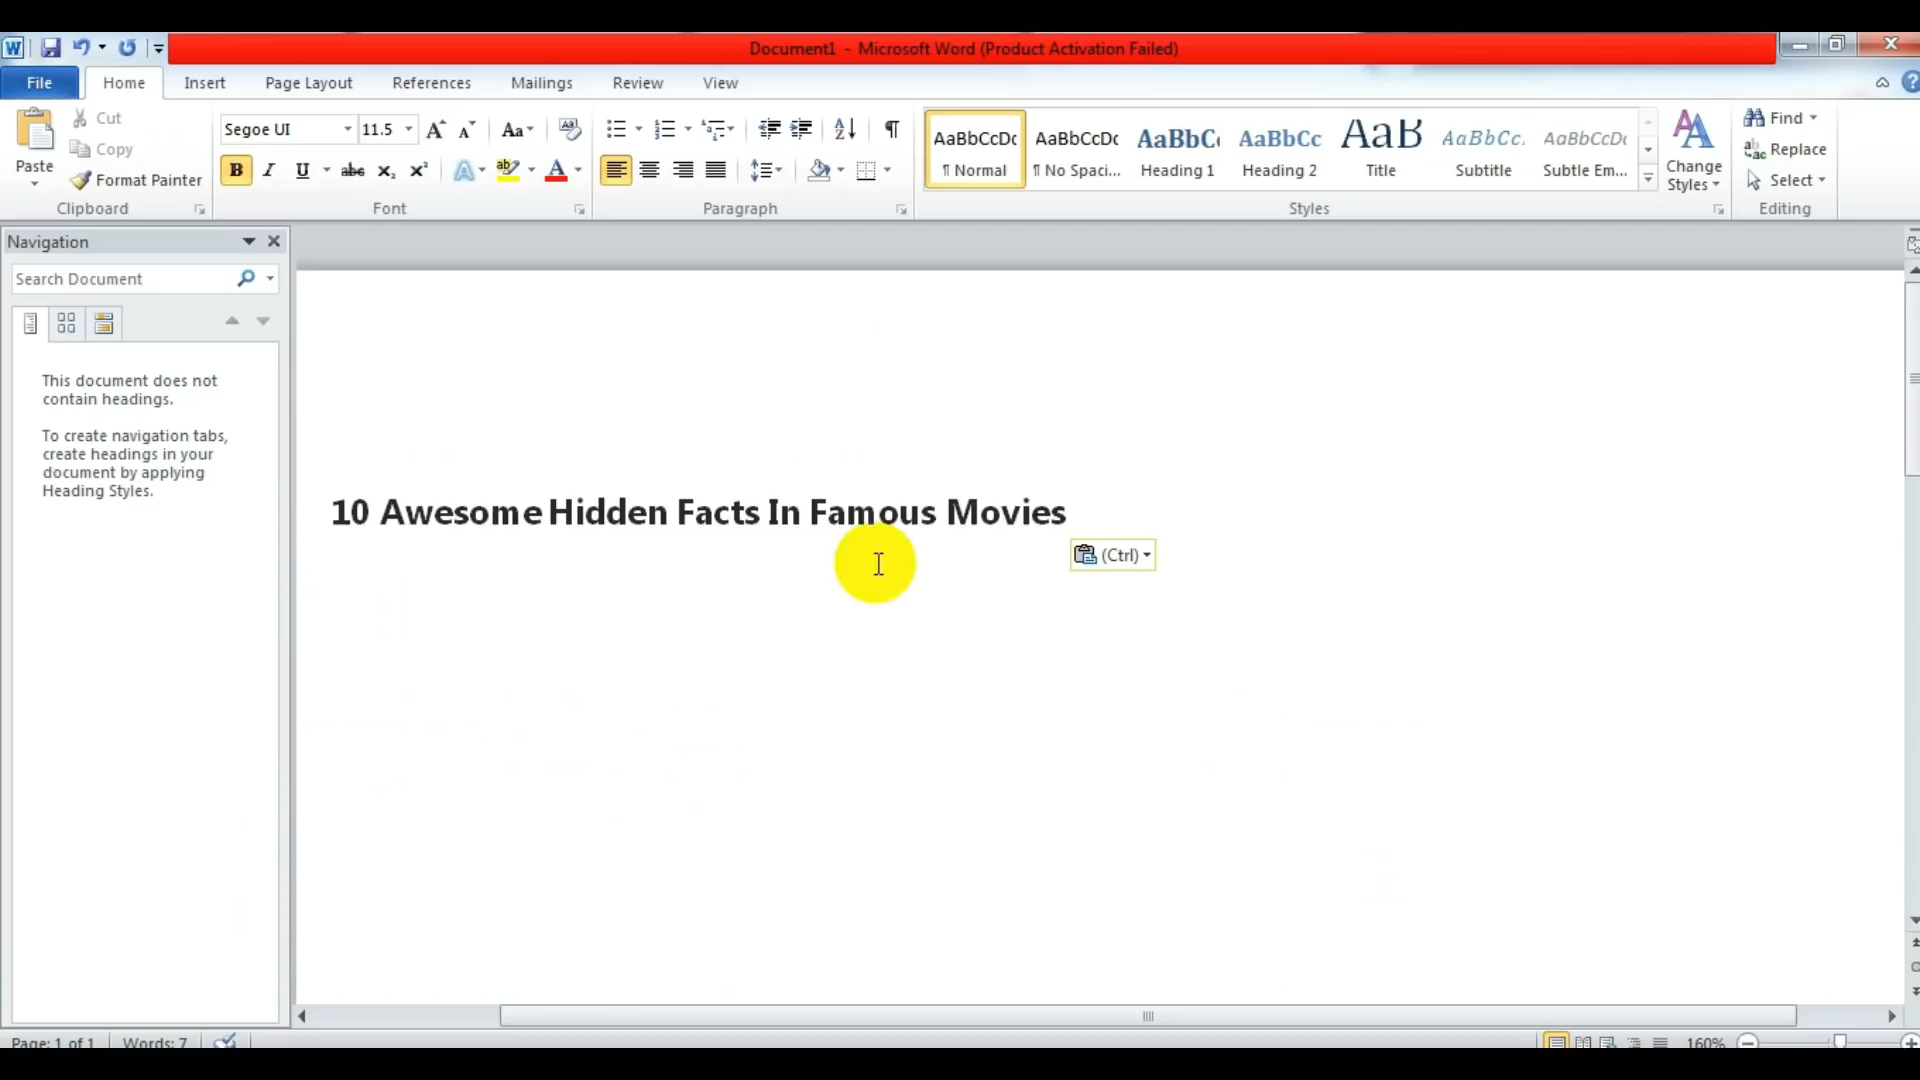 Document1 - Microsoft Word (Product Activation Failed)
File Home Insert Page Layout References Mailings Review View
Paste
Cut
Copy
Format Painter
Clipboard
Segoe UI 11.5
Font
Paragraph
AaBbCcDc AaBbCcDc AaBbC AaBbCc AaB AaBbCc. AaBbCcDc
¶ Normal ¶ No Spaci... Heading 1 Heading 2 Title Subtitle Subtle Em...
Styles
Change
Styles
Find
Replace
Select
Editing
Navigation
Search Document
This document does not
contain headings.
To create navigation tabs,
create headings in your
document by applying
Heading Styles.
10 Awesome Hidden Facts In Famous Movies
(Ctrl)
Page: 1 of 1 Words: 7 160%